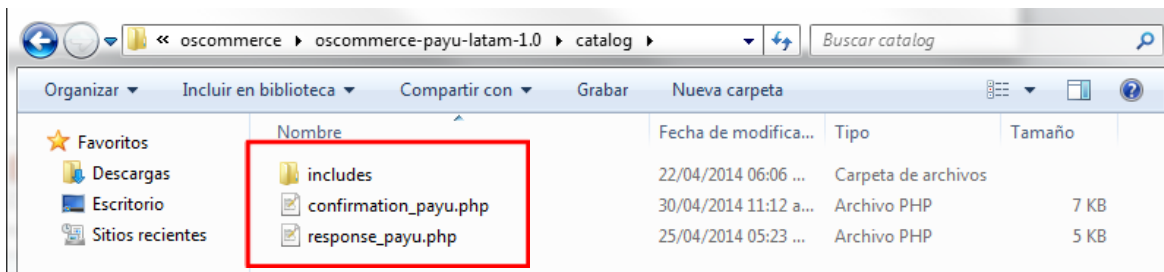 « oscommerce ▸ oscommerce-payu-latam-1.0 ▸ catalog ▸ Buscar catalog
Organizar Incluir en biblioteca Compartir con Grabar Nueva carpeta
Favoritos
Descargas
Escritorio
Sitios recientes
Nombre Fecha de modifica... Tipo Tamaño
includes 22/04/2014 06:06 ... Carpeta de archivos
confirmation_payu.php 30/04/2014 11:12 a... Archivo PHP 7 KB
response_payu.php 25/04/2014 05:23 ... Archivo PHP 5 KB